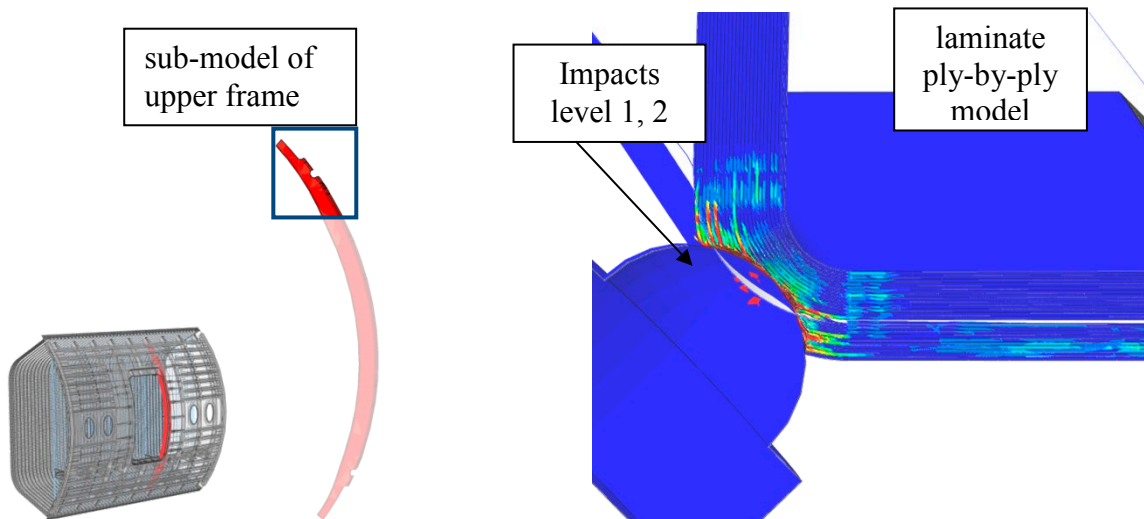 sub-model of
upper frame
Impacts
level 1, 2
laminate
ply-by-ply
model